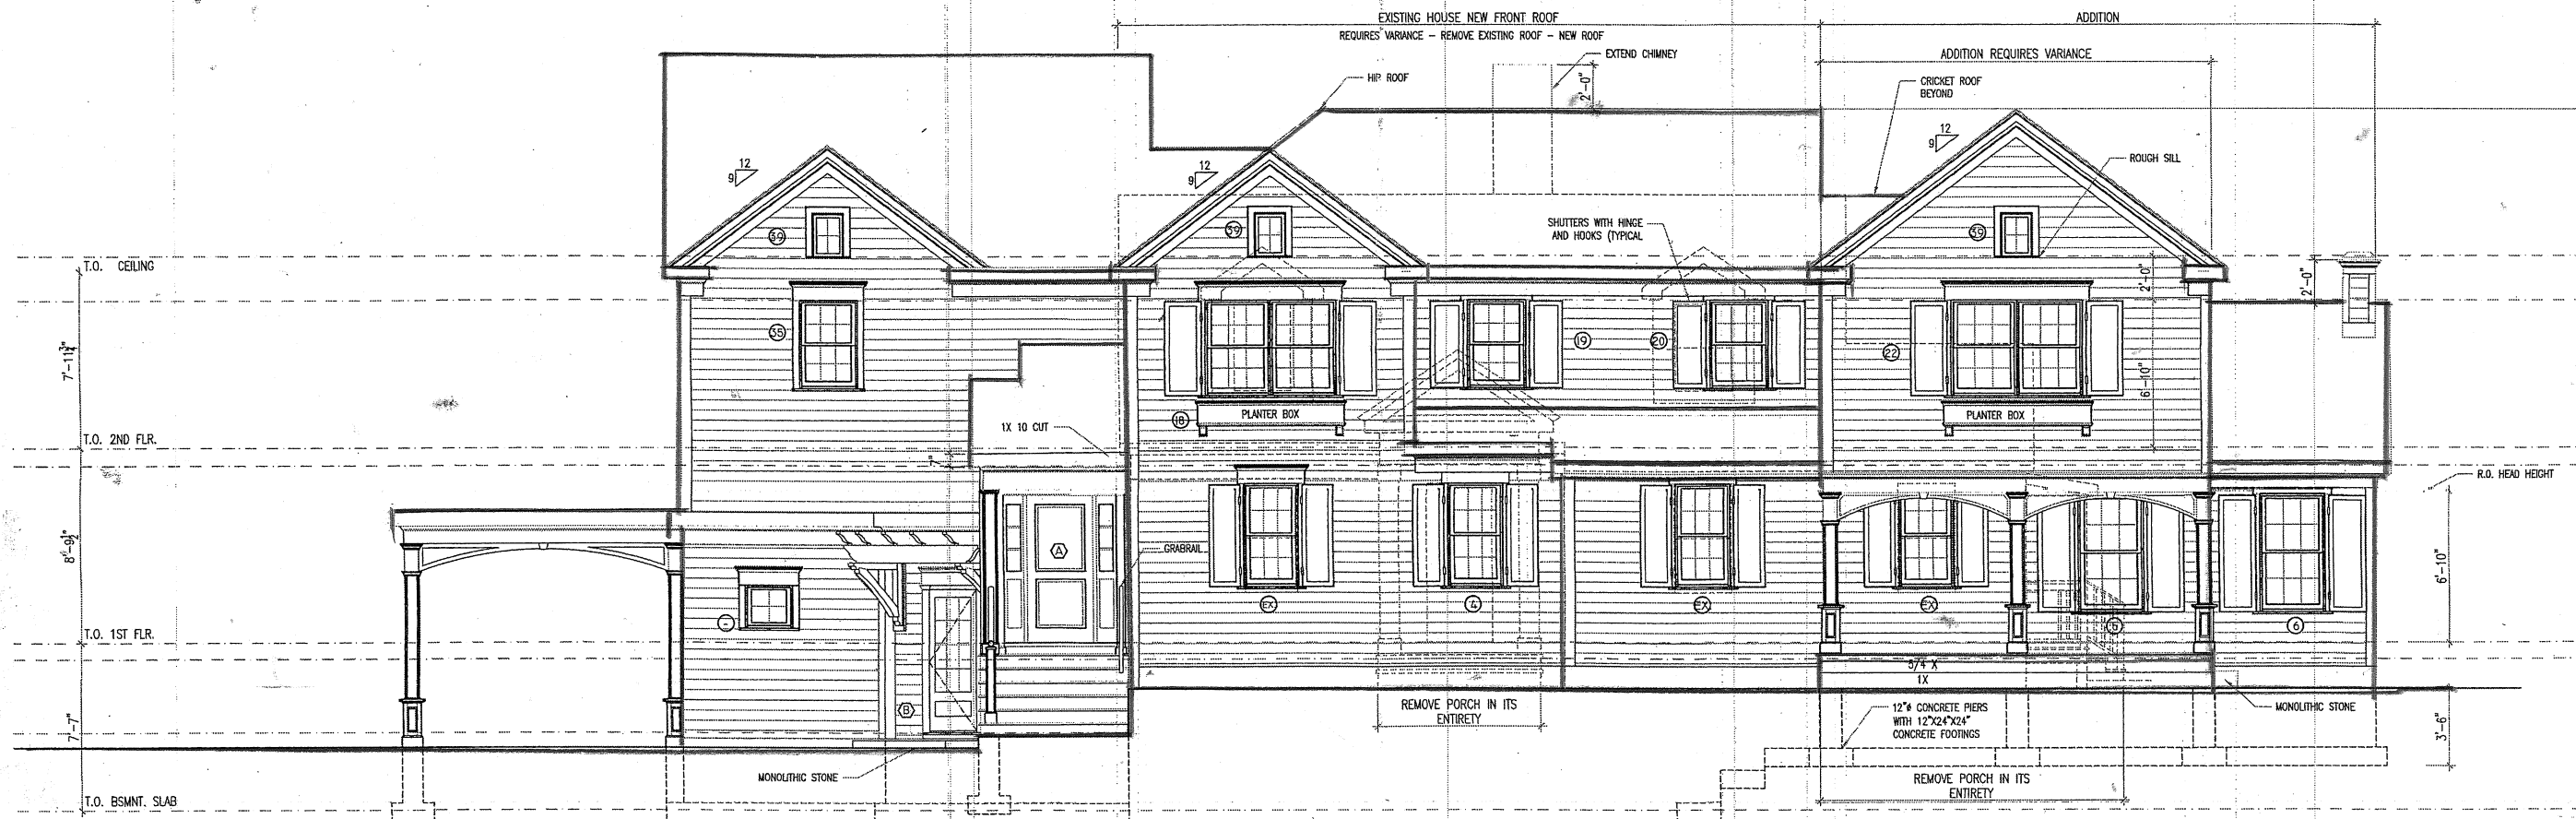 EXISTING HOUSE NEW FRONT ROOF
ADDITION
REQUIRES VARIANCE - REMOVE EXISTING ROOF - NEW ROOF
EXTEND CHIMNEY
ADDITION REQUIRES VARIANCE
HIP ROOF
2'-0"
CRICKET ROOF
BEYOND
12
9
12
9
12
9
ROUGH SILL
SHUTTERS WITH HINGE
AND HOOKS (TYPICAL
39
39
39
T.O. CEILING
2'-0"
2'-0"
35
19
20
22
7'-11¾"
6'-10"
18
PLANTER BOX
PLANTER BOX
1X 10 CUT
T.O. 2ND FLR.
7"
R.O. HEAD HEIGHT
8'-9½"
A
GRABRAIL
6'-10"
EX
4
EX
EX
5
6
-
T.O. 1ST FLR.
5/4 X
1X
B
7'-7"
REMOVE PORCH IN ITS
ENTIRETY
12"ø CONCRETE PIERS
WITH 12"X24"X24"
CONCRETE FOOTINGS
MONOLITHIC STONE
3'-6"
MONOLITHIC STONE
REMOVE PORCH IN ITS
ENTIRETY
T.O. BSMNT. SLAB